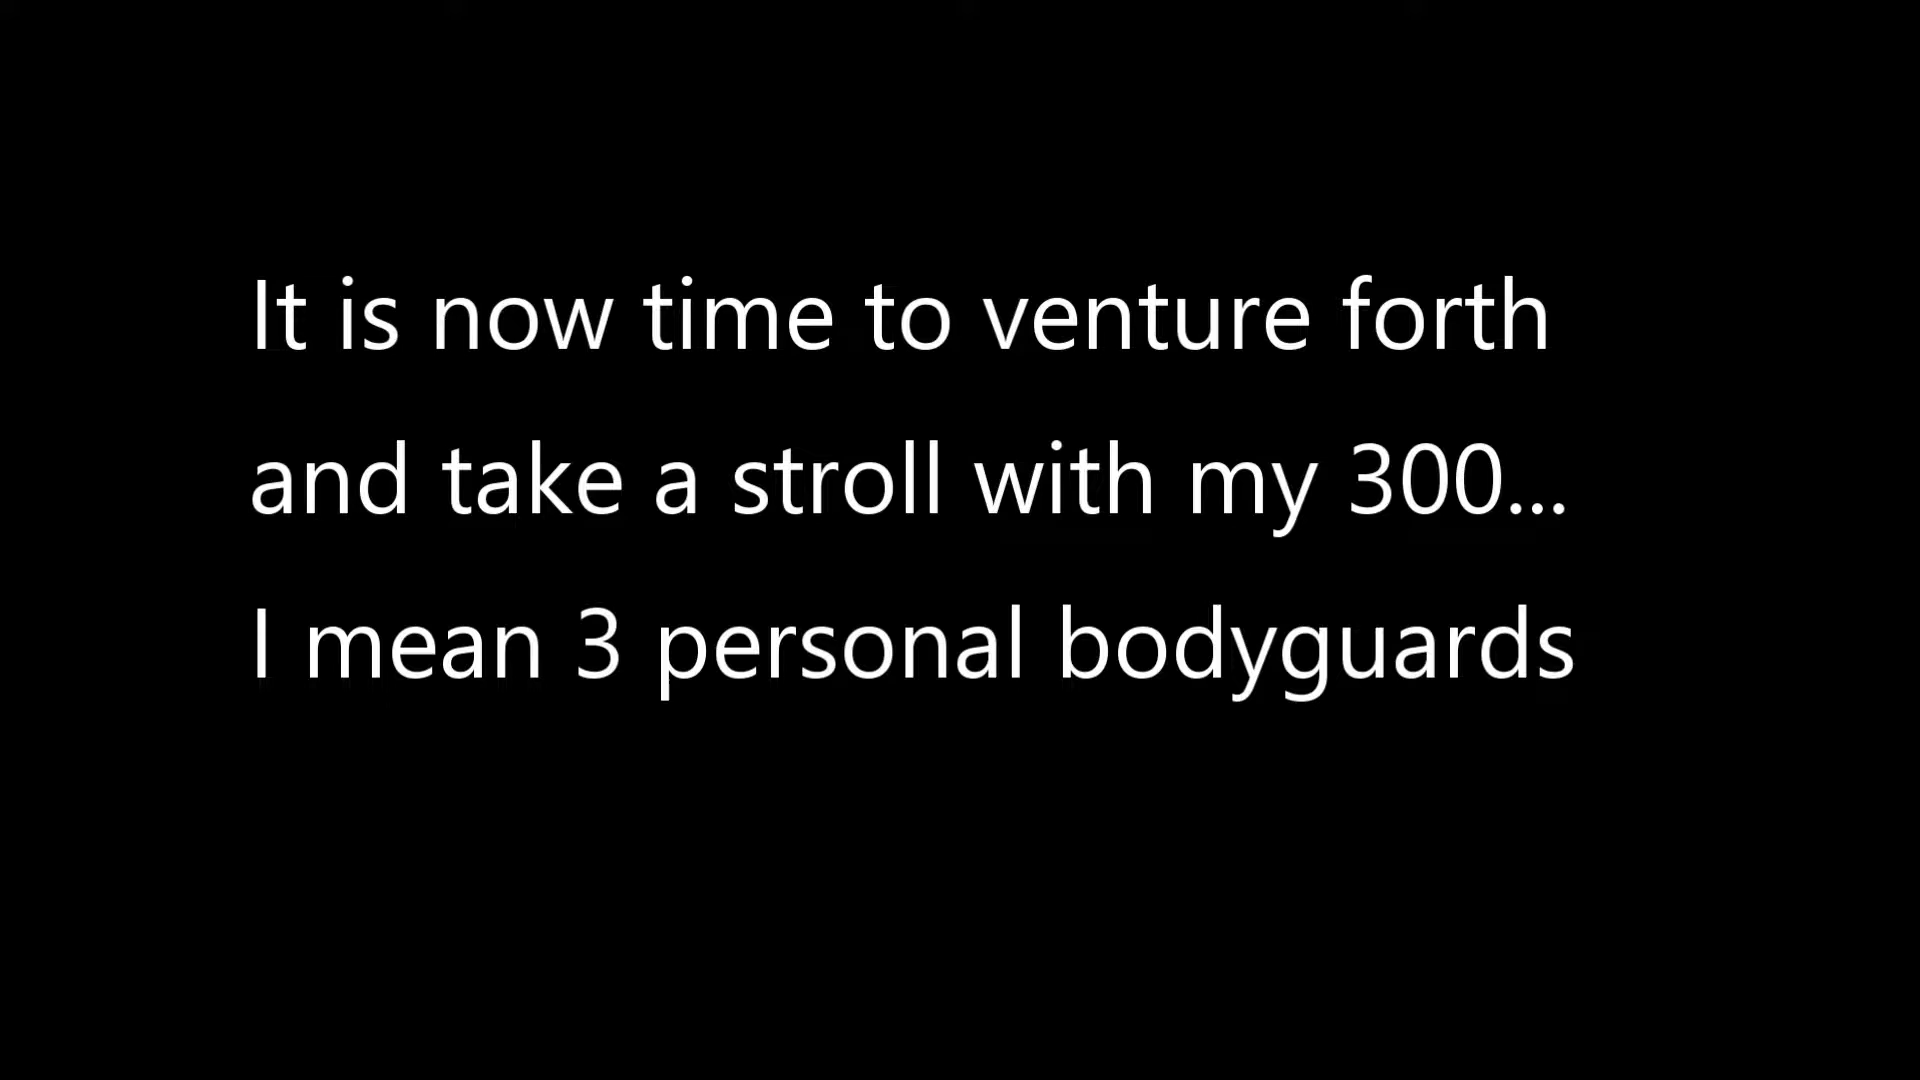 It is now time to venture forth
and take a stroll with my 300...
I mean 3 personal bodyguards